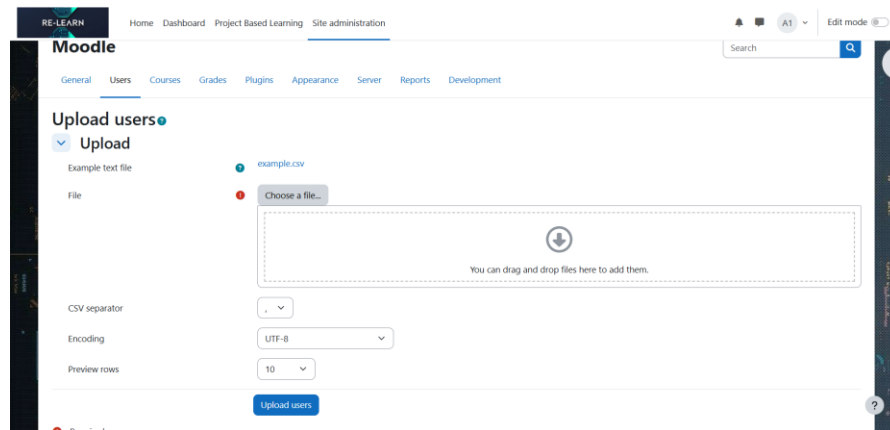 RE-LEARN Home Dashboard Project Based Learning Site administration A1 Edit mode
Moodle Search
General Users Courses Grades Plugins Appearance Server Reports Development
Upload users
Upload
Example text file example.csv
File Choose a file...
You can drag and drop files here to add them.
CSV separator ,
Encoding UTF-8
Preview rows 10
Upload users
?